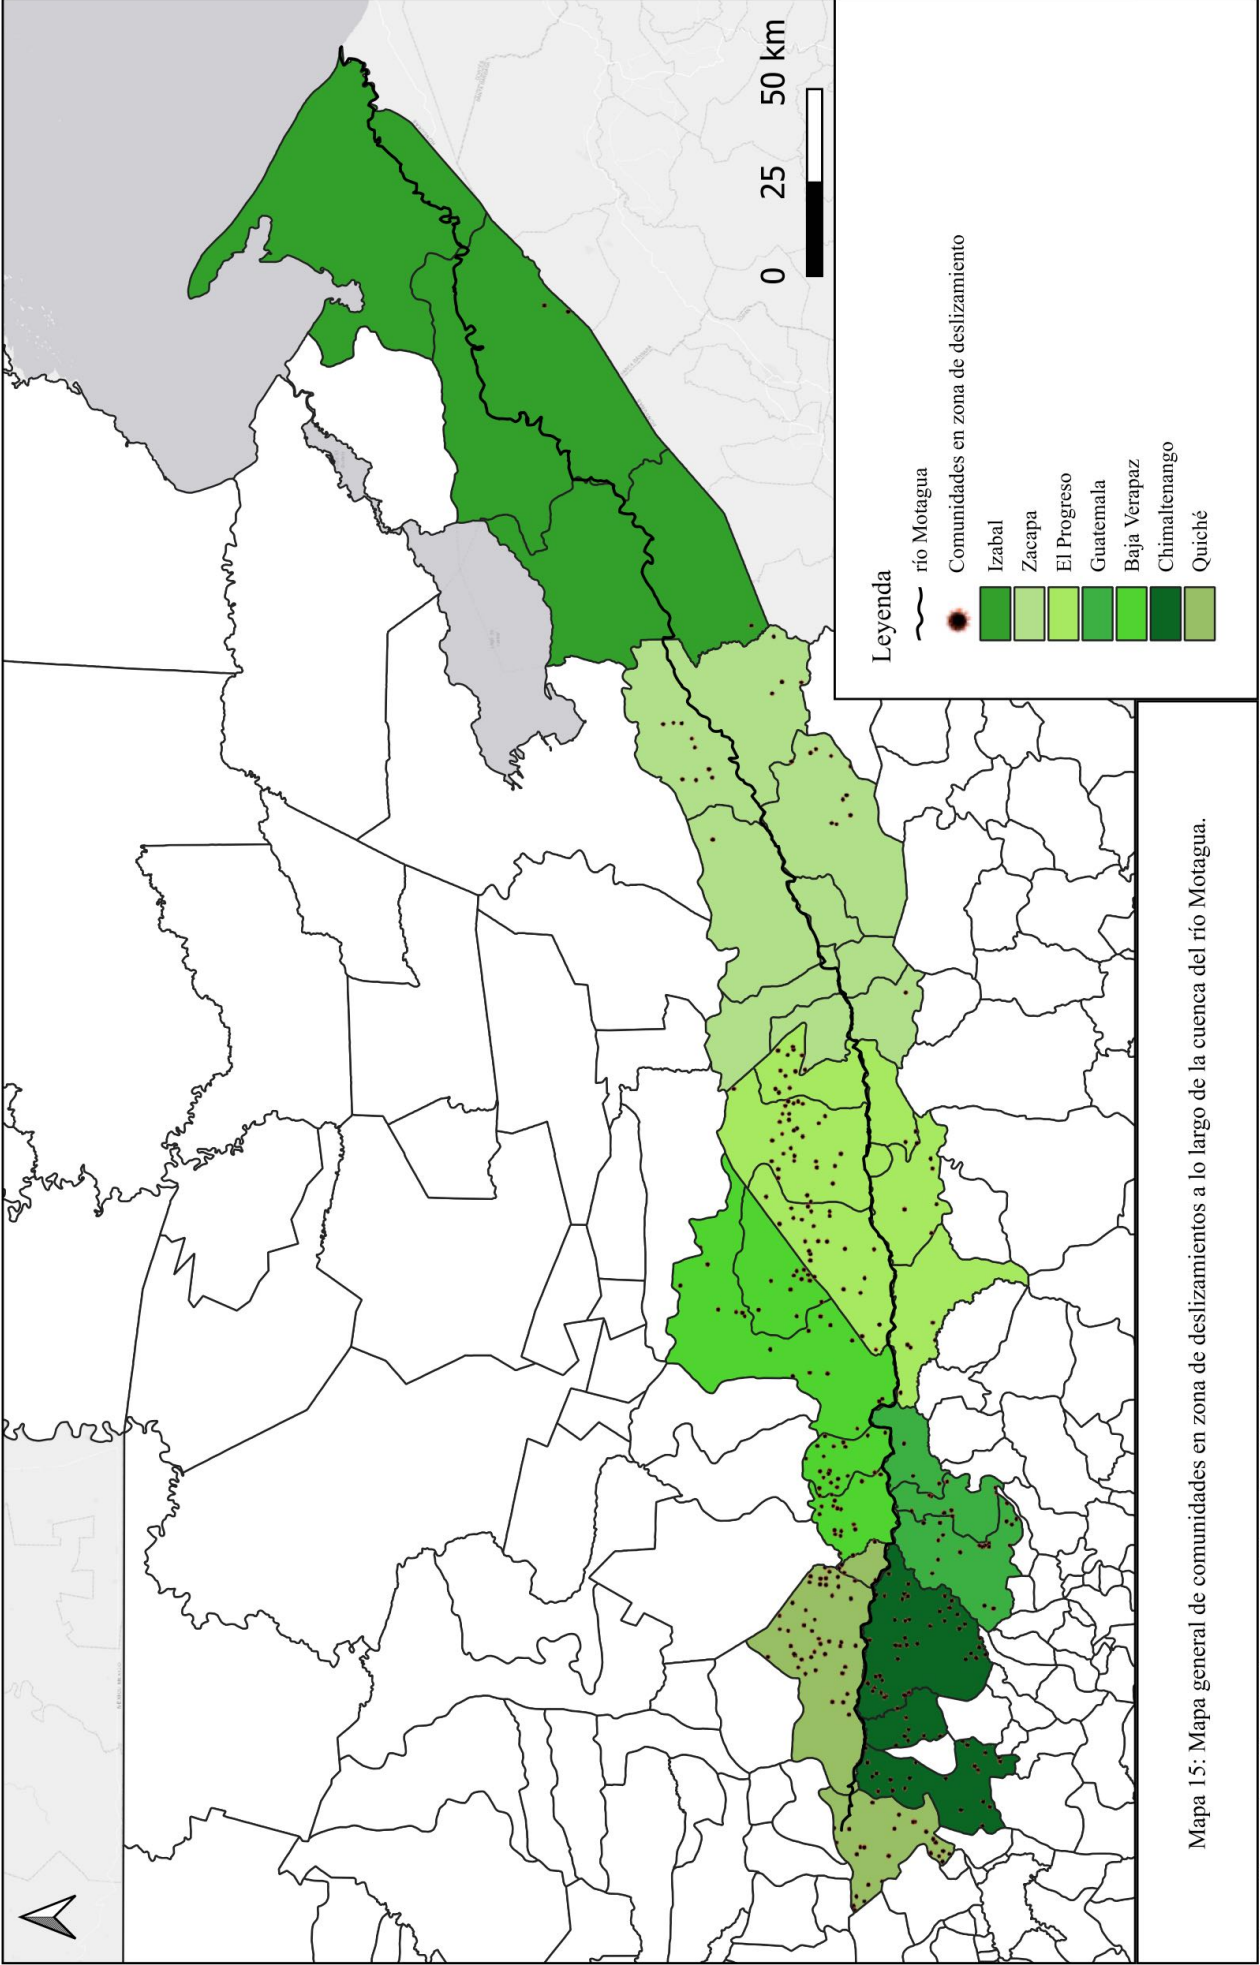 0 25 50 km
Leyenda
río Motagua
Comunidades en zona de deslizamiento
Izabal
Zacapa
El Progreso
Guatemala
Baja Verapaz
Chimaltenango
Quiché
Mapa 15: Mapa general de comunidades en zona de deslizamientos a lo largo de la cuenca del río Motagua.